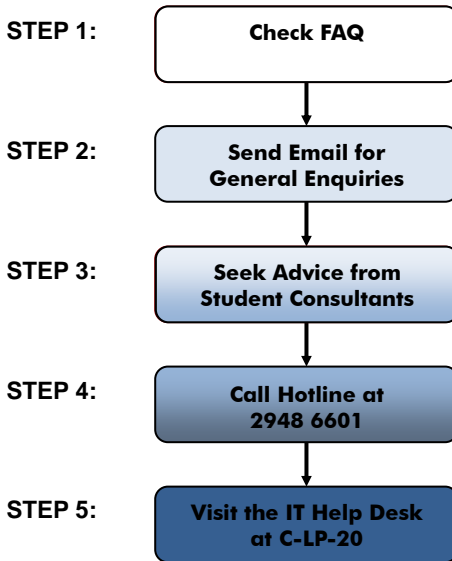 STEP 1:
Check FAQ
STEP 2:
Send Email for
General Enquiries
STEP 3:
Seek Advice from
Student Consultants
STEP 4:
Call Hotline at
2948 6601
STEP 5:
Visit the IT Help Desk
at C-LP-20